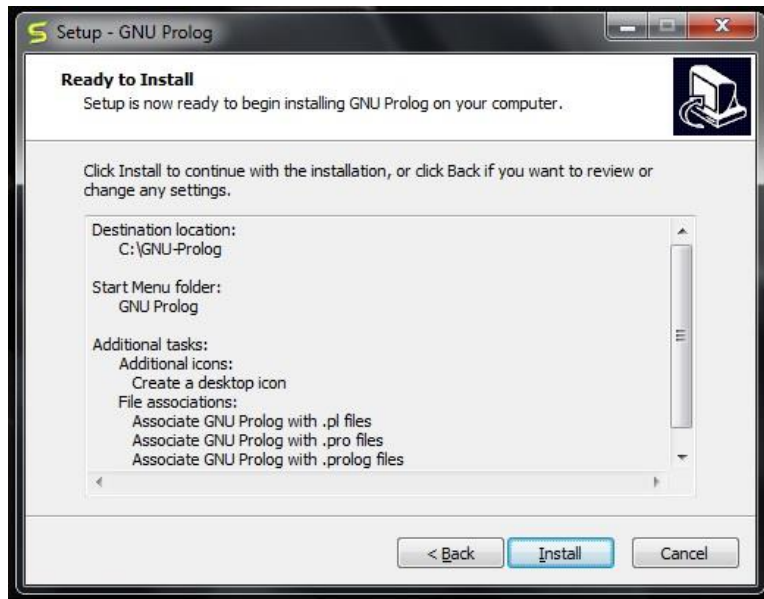 Setup - GNU Prolog
Ready to Install
Setup is now ready to begin installing GNU Prolog on your computer.
Click Install to continue with the installation, or click Back if you want to review or
change any settings.
Destination location:
C:\GNU-Prolog
Start Menu folder:
GNU Prolog
Additional tasks:
Additional icons:
Create a desktop icon
File associations:
Associate GNU Prolog with .pl files
Associate GNU Prolog with .pro files
Associate GNU Prolog with .prolog files
< Back Install Cancel